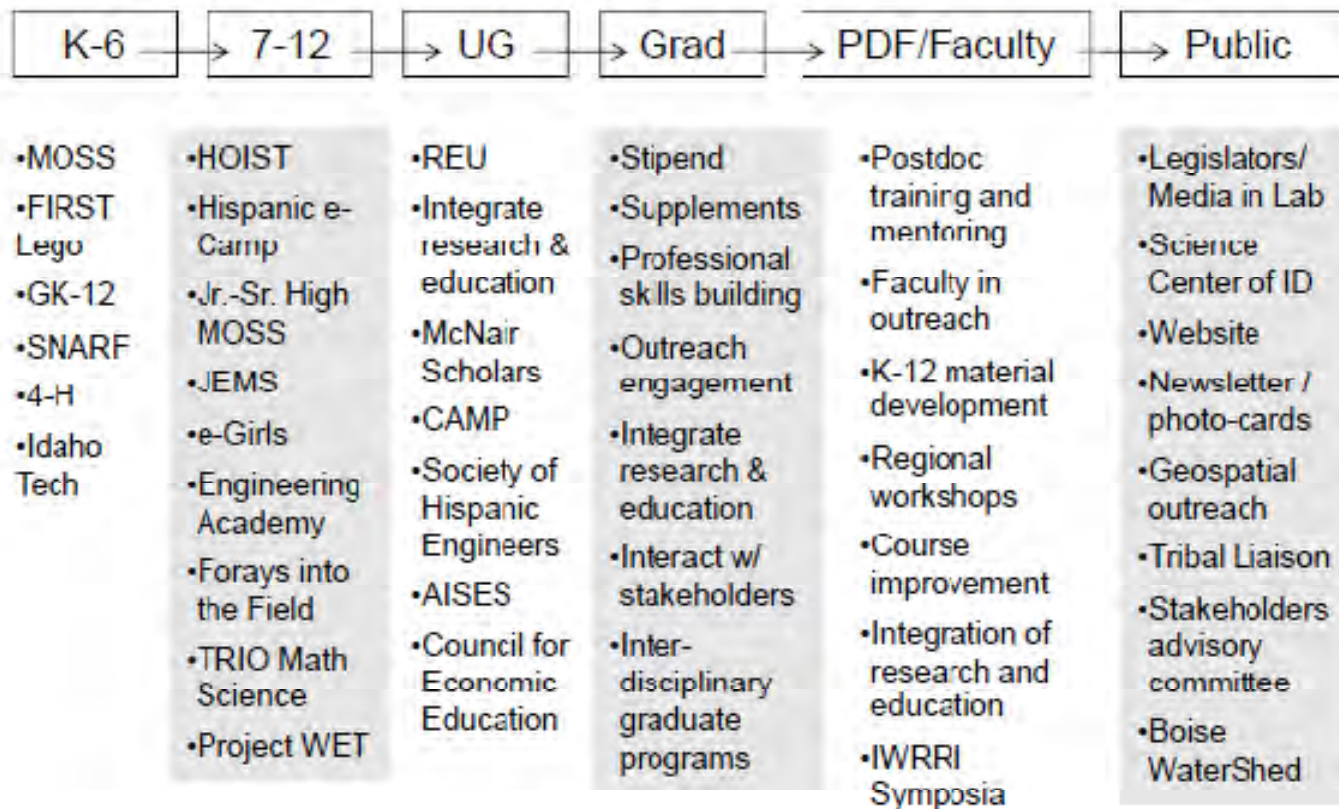 K-6
7-12
UG
Grad
PDF/Faculty
Public
•MOSS
•FIRST
Lego
•GK-12
•SNARF
•4-H
•Idaho
Tech
•HOIST
•Hispanic e-
Camp
•Jr.-Sr. High
MOSS
•JEMS
•e-Girls
•Engineering
Academy
•Forays into
the Field
•TRIO Math
Science
•Project WET
•REU
•Integrate
research &
education
•McNair
Scholars
•CAMP
•Society of
Hispanic
Engineers
•AISES
•Council for
Economic
Education
•Stipend
•Supplements
•Professional
skills building
•Outreach
engagement
•Integrate
research &
education
•Interact w/
stakeholders
•Inter-
disciplinary
graduate
programs
•Postdoc
training and
mentoring
•Faculty in
outreach
•K-12 material
development
•Regional
workshops
•Course
improvement
•Integration of
research and
education
•IWRRI
Symposia
•Legislators/
Media in Lab
•Science
Center of ID
•Website
•Newsletter /
photo-cards
•Geospatial
outreach
•Tribal Liaison
•Stakeholders
advisory
committee
•Boise
WaterShed